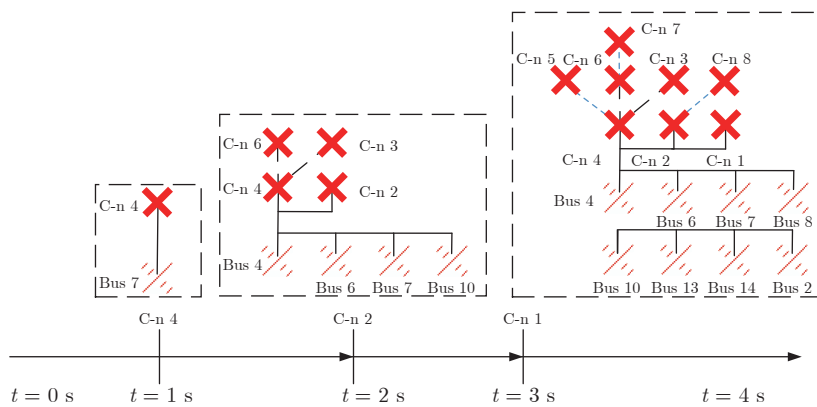 C-n 7
C-n 5 C-n 6 C-n 3 C-n 8
C-n 6 C-n 3
C-n 4 C-n 2 C-n 1
C-n 4 C-n 2
C-n 4
Bus 4
Bus 6 Bus 7 Bus 8
Bus 4
Bus 7
Bus 6 Bus 7 Bus 10
Bus 10 Bus 13 Bus 14 Bus 2
C-n 4 C-n 2 C-n 1
t = 0 s t = 1 s t = 2 s t = 3 s t = 4 s